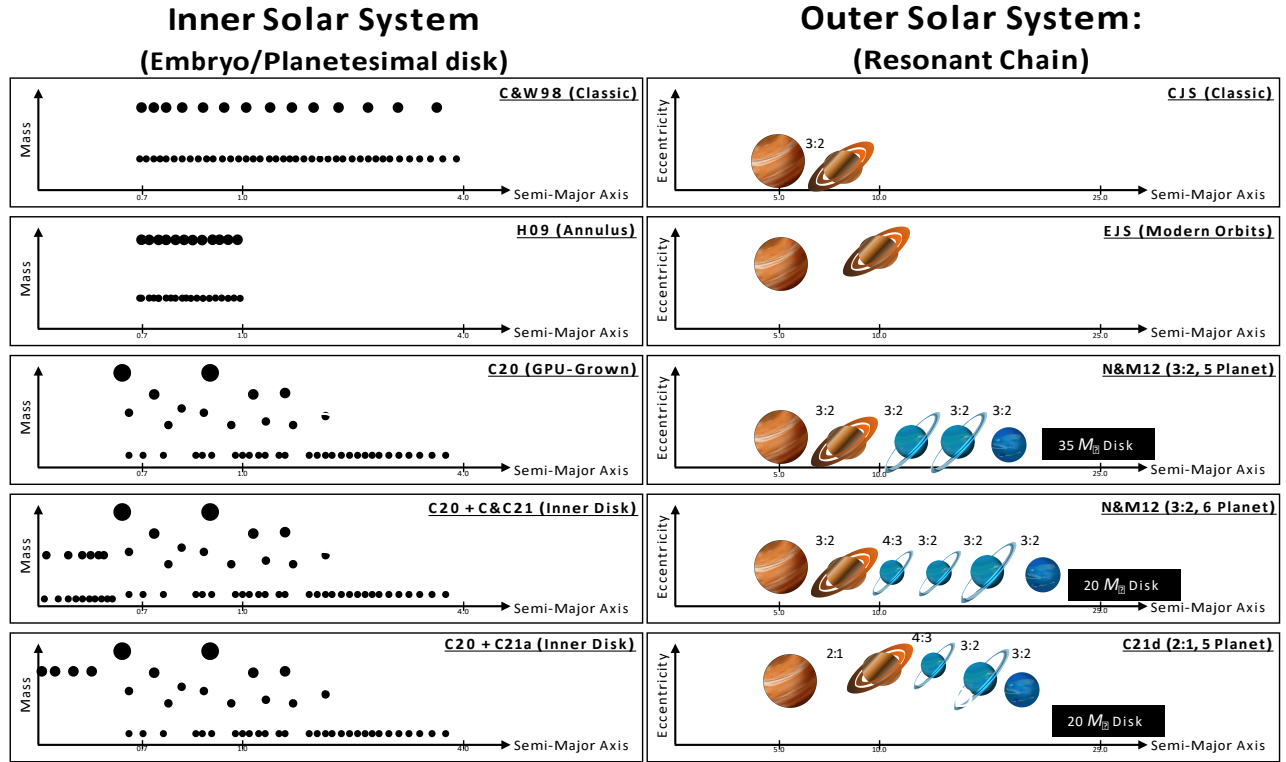 Inner Solar System
(Embryo/Planetesimal disk)
Outer Solar System:
(Resonant Chain)
C&W98 (Classic)
Mass
0.7
1.0
4.0
Semi-Major Axis
CJS (Classic)
Eccentricity
3:2
5.0
10.0
25.0
Semi-Major Axis
H09 (Annulus)
Mass
0.7
1.0
4.0
Semi-Major Axis
EJS (Modern Orbits)
Eccentricity
5.0
10.0
25.0
Semi-Major Axis
C20 (GPU-Grown)
Mass
0.7
1.0
4.0
Semi-Major Axis
N&M12 (3:2, 5 Planet)
Eccentricity
3:2
3:2
3:2
3:2
35 M Disk
5.0
10.0
25.0
Semi-Major Axis
C20 + C&C21 (Inner Disk)
Mass
0.7
1.0
4.0
Semi-Major Axis
N&M12 (3:2, 6 Planet)
Eccentricity
3:2
4:3
3:2
3:2
3:2
20 M Disk
5.0
10.0
25.0
Semi-Major Axis
C20 + C21a (Inner Disk)
Mass
0.7
1.0
4.0
Semi-Major Axis
C21d (2:1, 5 Planet)
Eccentricity
2:1
4:3
3:2
3:2
20 M Disk
5.0
10.0
25.0
Semi-Major Axis